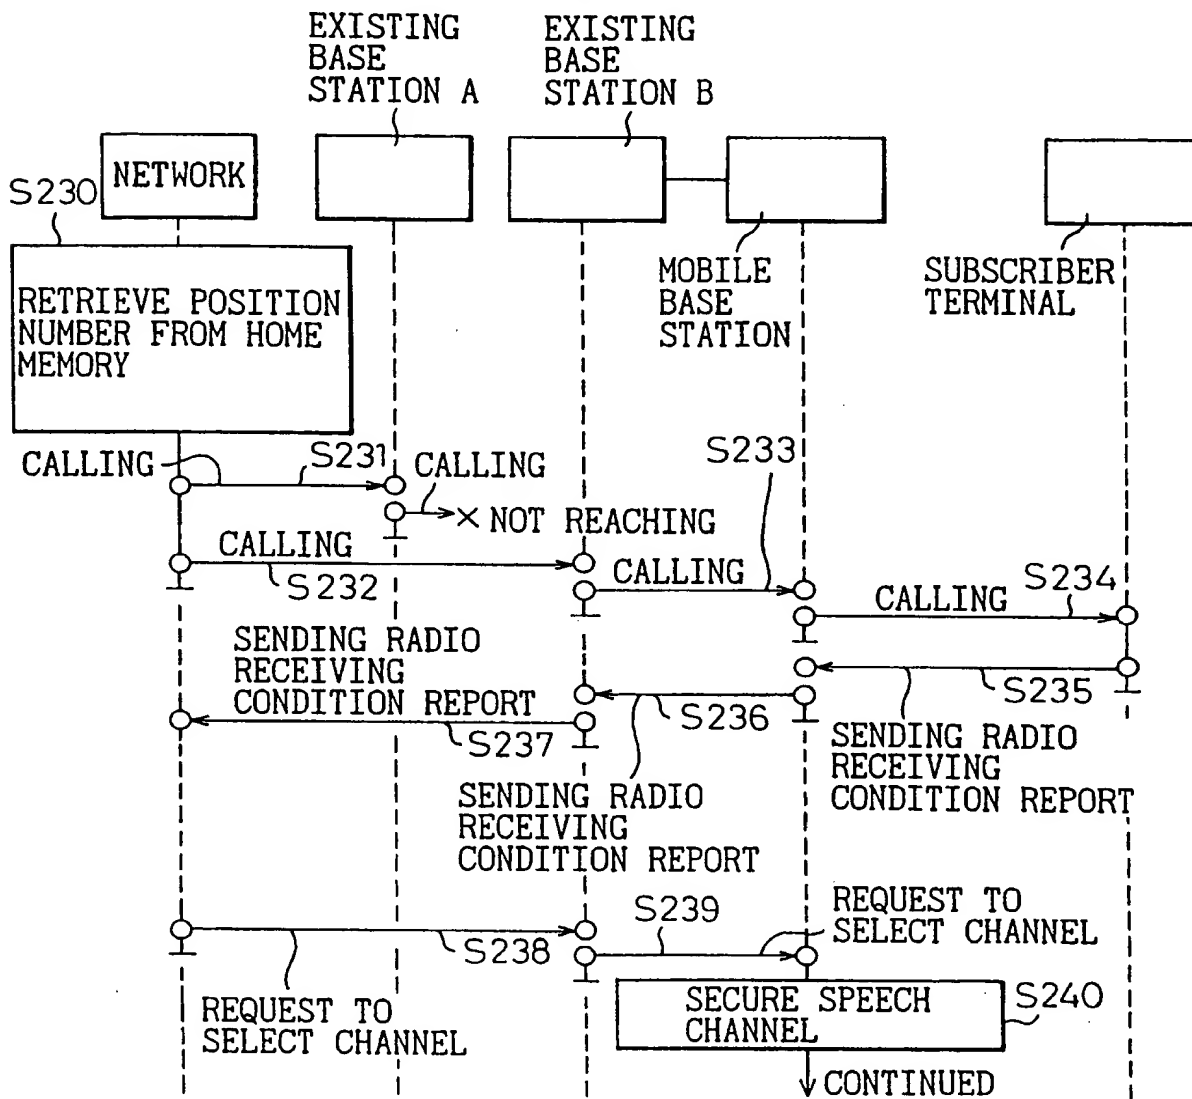 EXISTING
BASE
STATION A
EXISTING
BASE
STATION B
NETWORK
S230
MOBILE
BASE
STATION
SUBSCRIBER
TERMINAL
RETRIEVE POSITION
NUMBER FROM HOME
MEMORY
CALLING
S231
CALLING
S233
× NOT REACHING
CALLING
S232
CALLING
CALLING
S234
SENDING RADIO
RECEIVING
CONDITION REPORT
S235
S236
S237
SENDING RADIO
RECEIVING
CONDITION REPORT
SENDING RADIO
RECEIVING
CONDITION REPORT
S238
S239
REQUEST TO
SELECT CHANNEL
REQUEST TO
SELECT CHANNEL
SECURE SPEECH
CHANNEL
S240
CONTINUED